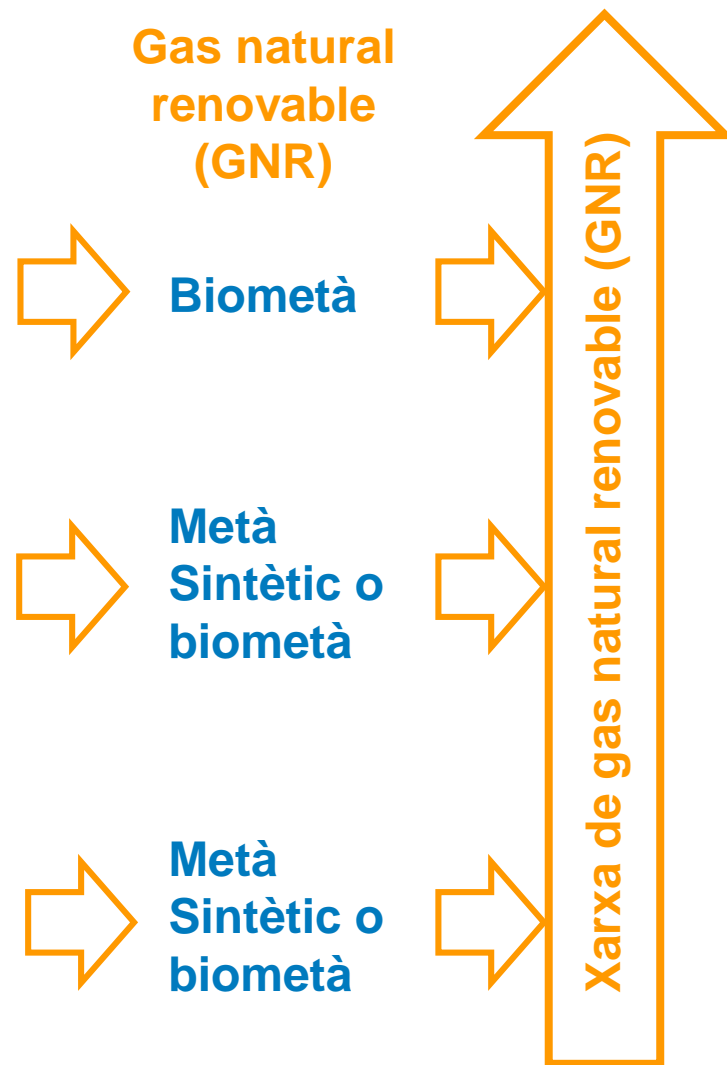 Gas natural
renovable
(GNR)
Biometà
Metà
Sintètic o
biometà
Metà
Sintètic o
biometà
Xarxa de gas natural renovable (GNR)